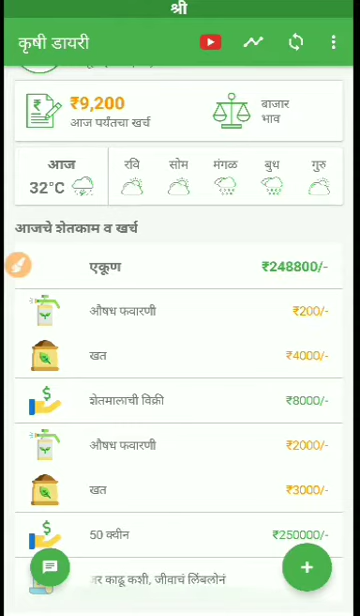 श्री
कृषी डायरी
₹9,200
आज पर्यंतचा खर्च
बाजार
भाव
आज
32°C
रवि
सोम
मंगळ
बुध
गुरु
आजचे शेतकाम व खर्च
एकूण ₹248800/-
औषध फवारणी ₹200/-
खत ₹4000/-
शेतमालाची विक्री ₹8000/-
औषध फवारणी ₹2000/-
खत ₹3000/-
50 क्वीन ₹250000/-
काढू कशी, जीवाचं लिंबलोनं